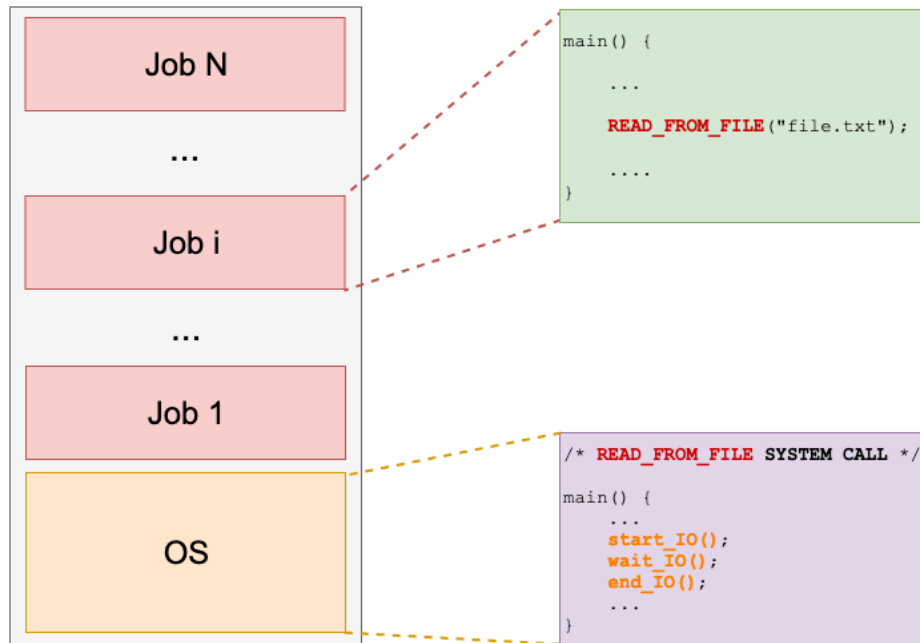 Job N
...
Job i
...
Job 1
OS
main() {
...
READ_FROM_FILE("file.txt");
....
}
/* READ_FROM_FILE SYSTEM CALL */
main() {
...
start_IO();
wait_IO();
end_IO();
...
}